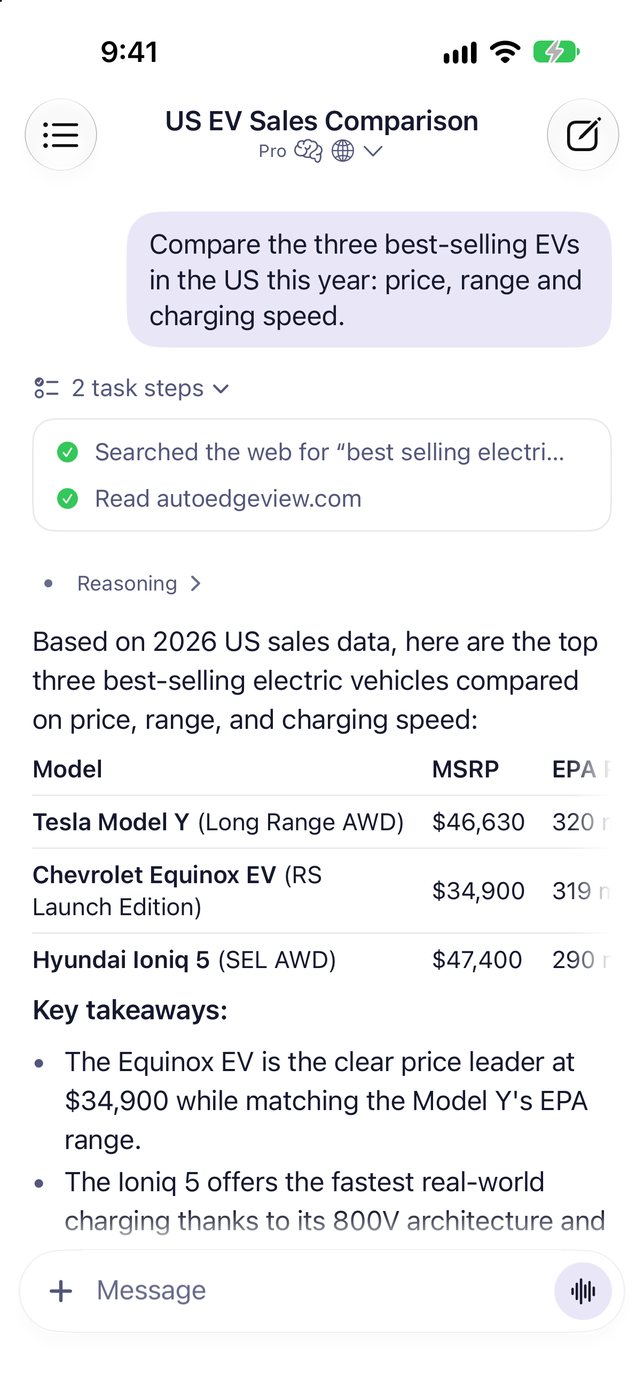 9:41
US EV Sales Comparison
Pro
Compare the three best-selling EVs
in the US this year: price, range and
charging speed.
2 task steps
Searched the web for “best selling electri...
Read autoedgeview.com
Reasoning
Based on 2026 US sales data, here are the top
three best-selling electric vehicles compared
on price, range, and charging speed:
Model MSRP EPA
Tesla Model Y (Long Range AWD) $46,630 320
Chevrolet Equinox EV (RS
Launch Edition) $34,900 319
Hyundai Ioniq 5 (SEL AWD) $47,400 290
Key takeaways:
• The Equinox EV is the clear price leader at
$34,900 while matching the Model Y's EPA
range.
• The Ioniq 5 offers the fastest real-world
charging thanks to its 800V architecture and
Message